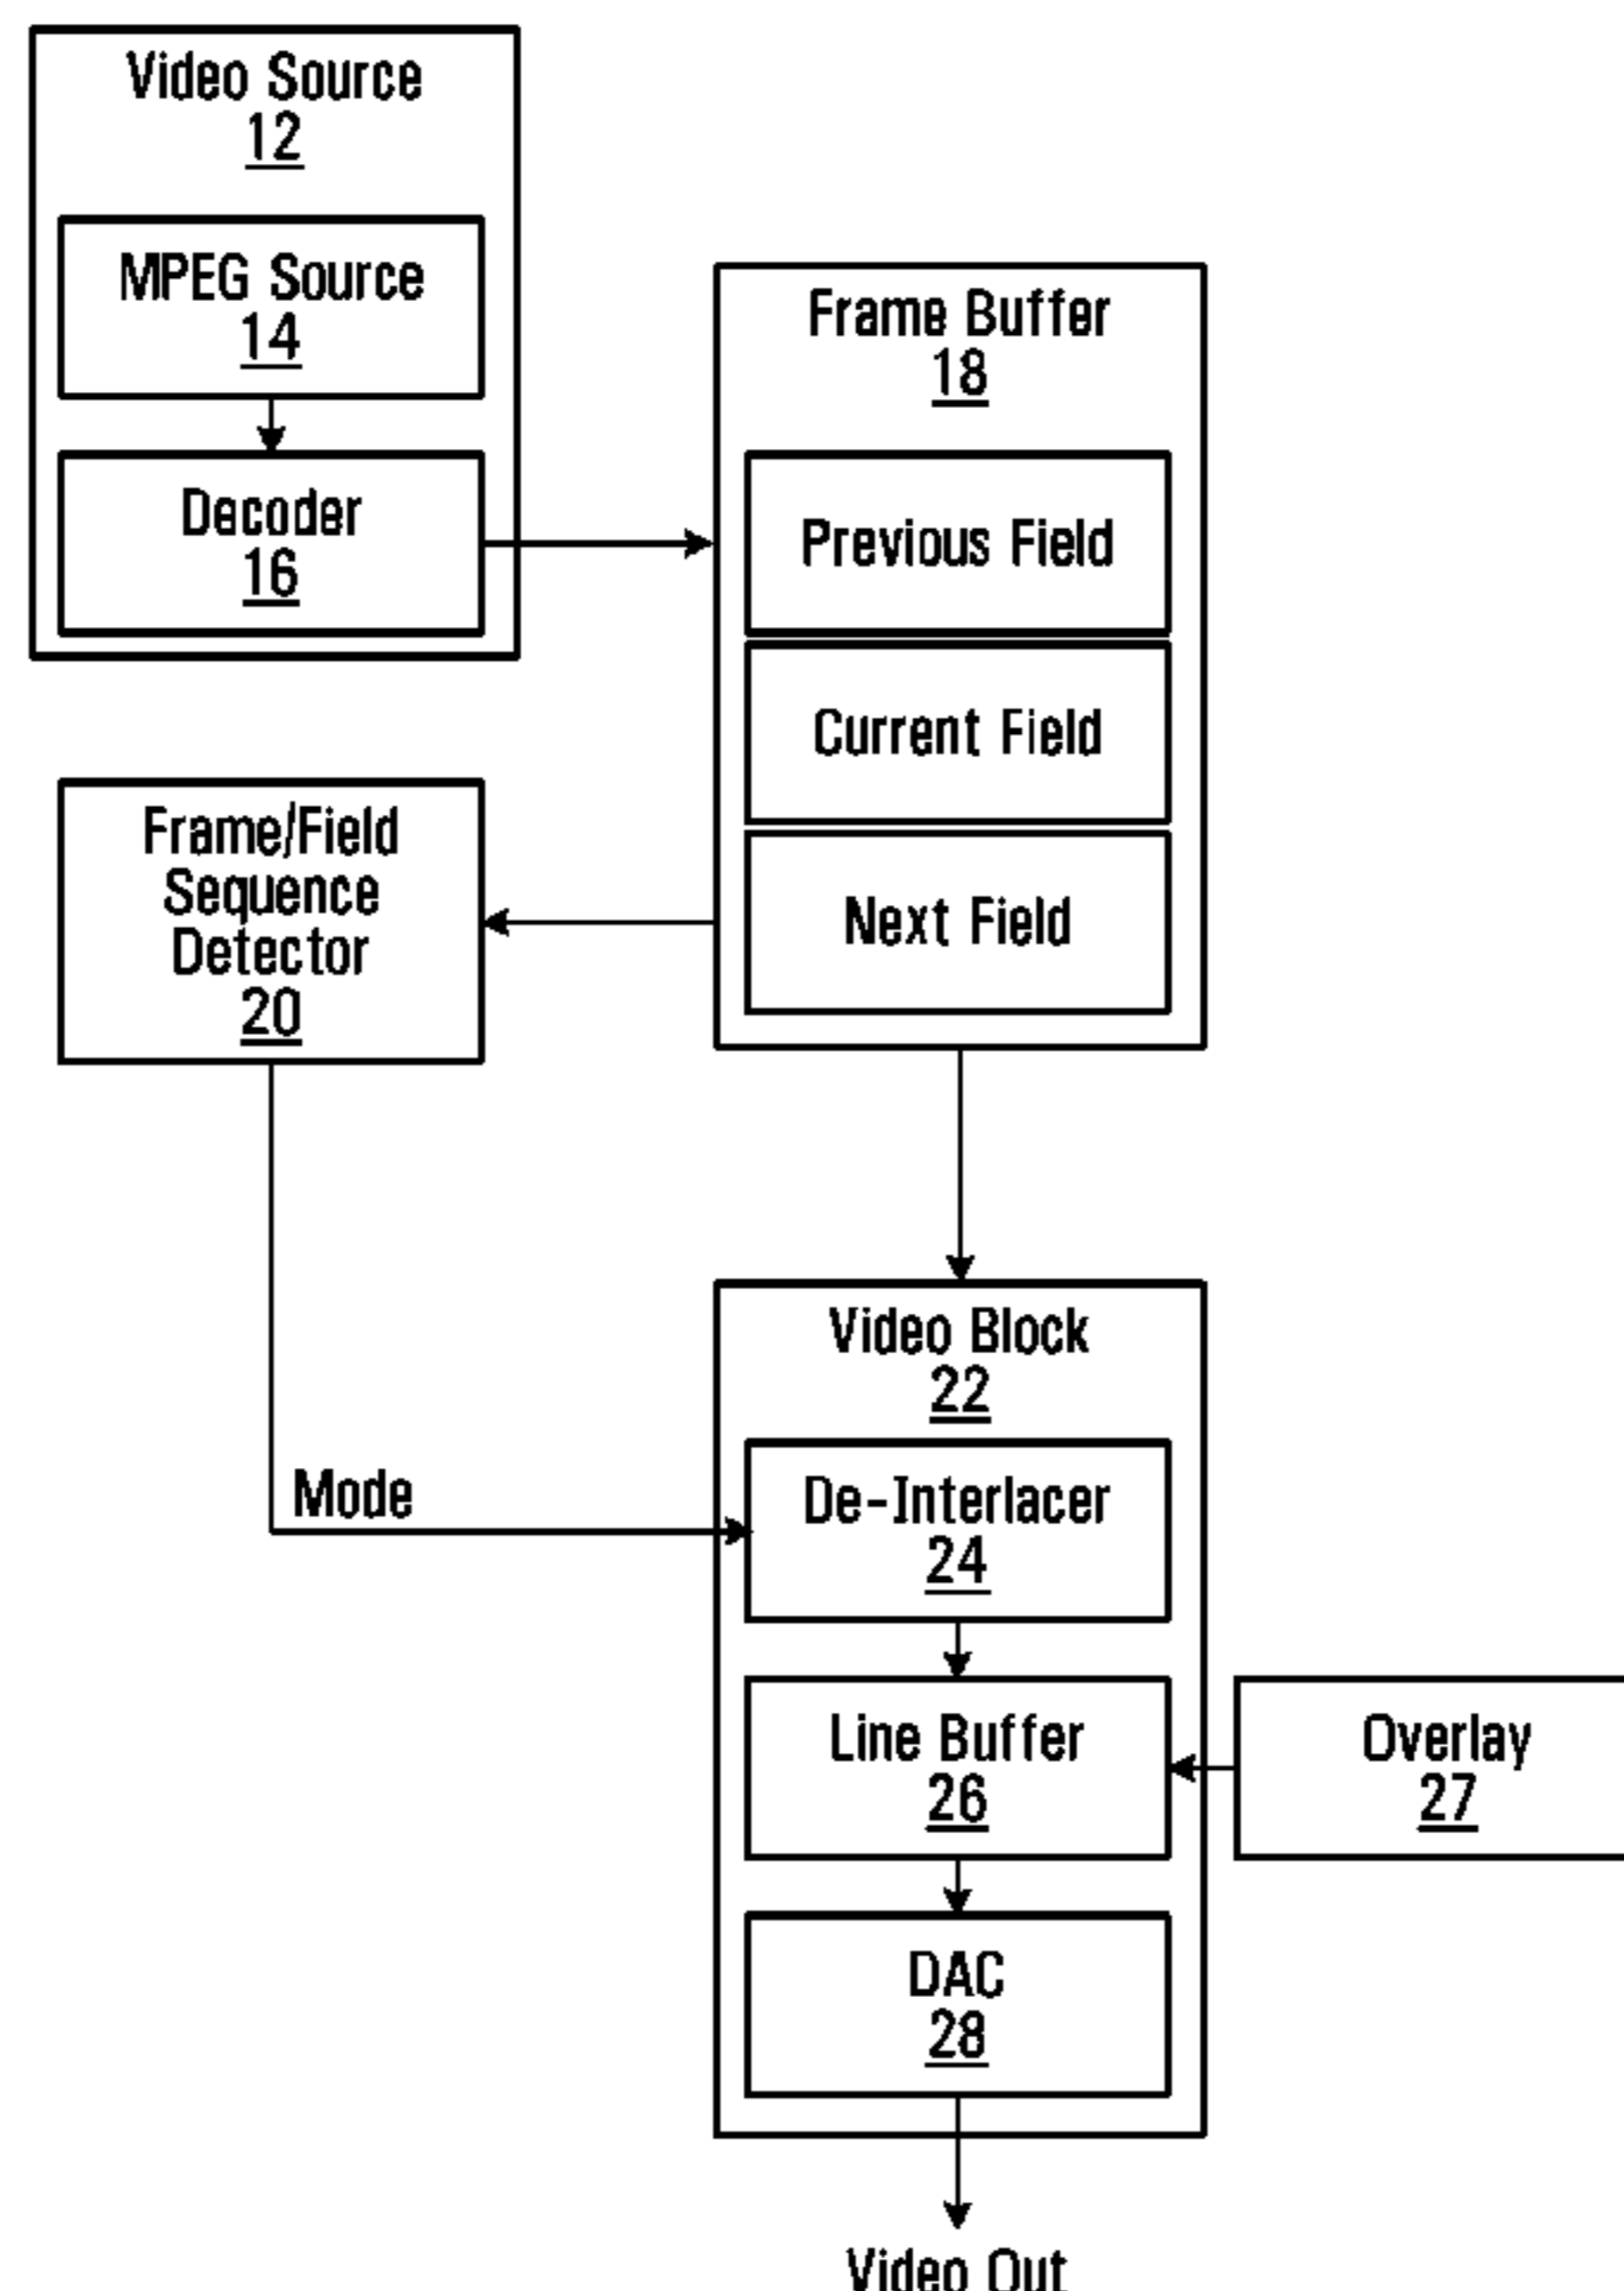 Video Source
12
MPEG Source
14
Decoder
16
Frame Buffer
18
Previous Field
Current Field
Next Field
Frame/Field
Sequence
Detector
20
Mode
Video Block
22
De-Interlacer
24
Line Buffer
26
Overlay
27
DAC
28
Video Out